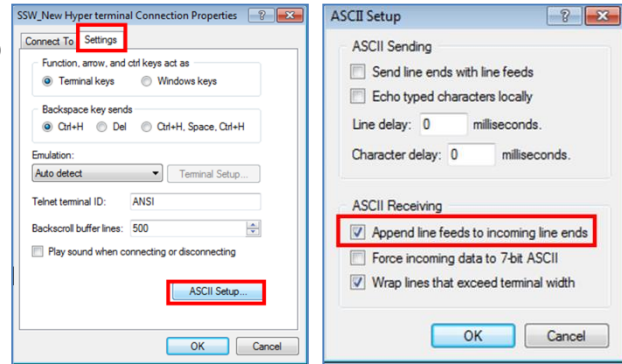 SSW_New Hyper terminal Connection Properties
Connect To Settings
Function, arrow, and ctrl keys act as
Terminal keys Windows keys
Backspace key sends
Ctrl+H Del Ctrl+H, Space, Ctrl+H
Emulation:
Auto detect Terminal Setup...
Telnet terminal ID: ANSI
Backscroll buffer lines: 500
Play sound when connecting or disconnecting
ASCII Setup...
OK Cancel
ASCII Setup
ASCII Sending
Send line ends with line feeds
Echo typed characters locally
Line delay: 0 milliseconds.
Character delay: 0 milliseconds.
ASCII Receiving
Append line feeds to incoming line ends
Force incoming data to 7-bit ASCII
Wrap lines that exceed terminal width
OK Cancel